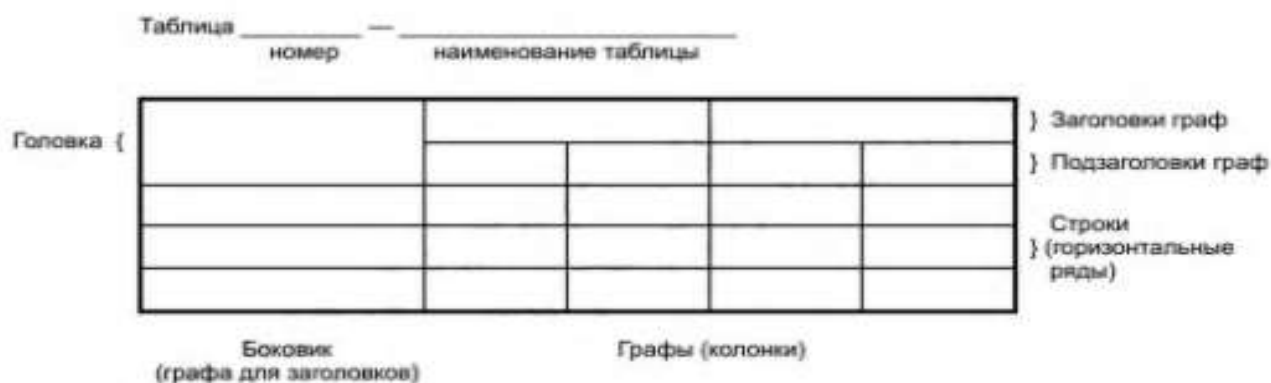 Таблица _________ — _________________________
номер наименование таблицы
Головка {
} Заголовки граф
} Подзаголовки граф
Строки
} (горизонтальные
ряды)
Боковик
(графа для заголовков)
Графы (колонки)